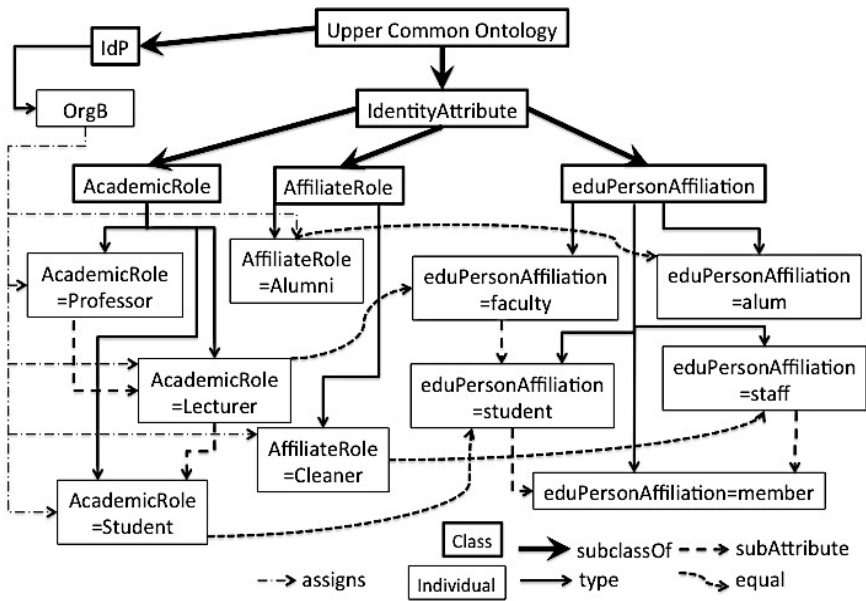 Upper Common Ontology
IdP
IdentityAttribute
OrgB
AcademicRole
AffiliateRole
eduPersonAffiliation
AcademicRole
=Professor
AffiliateRole
=Alumni
eduPersonAffiliation
=faculty
eduPersonAffiliation
=alum
AcademicRole
=Lecturer
eduPersonAffiliation
=student
eduPersonAffiliation
=staff
AffiliateRole
=Cleaner
AcademicRole
=Student
eduPersonAffiliation=member
Class
subclassOf
subAttribute
assigns
Individual
type
equal